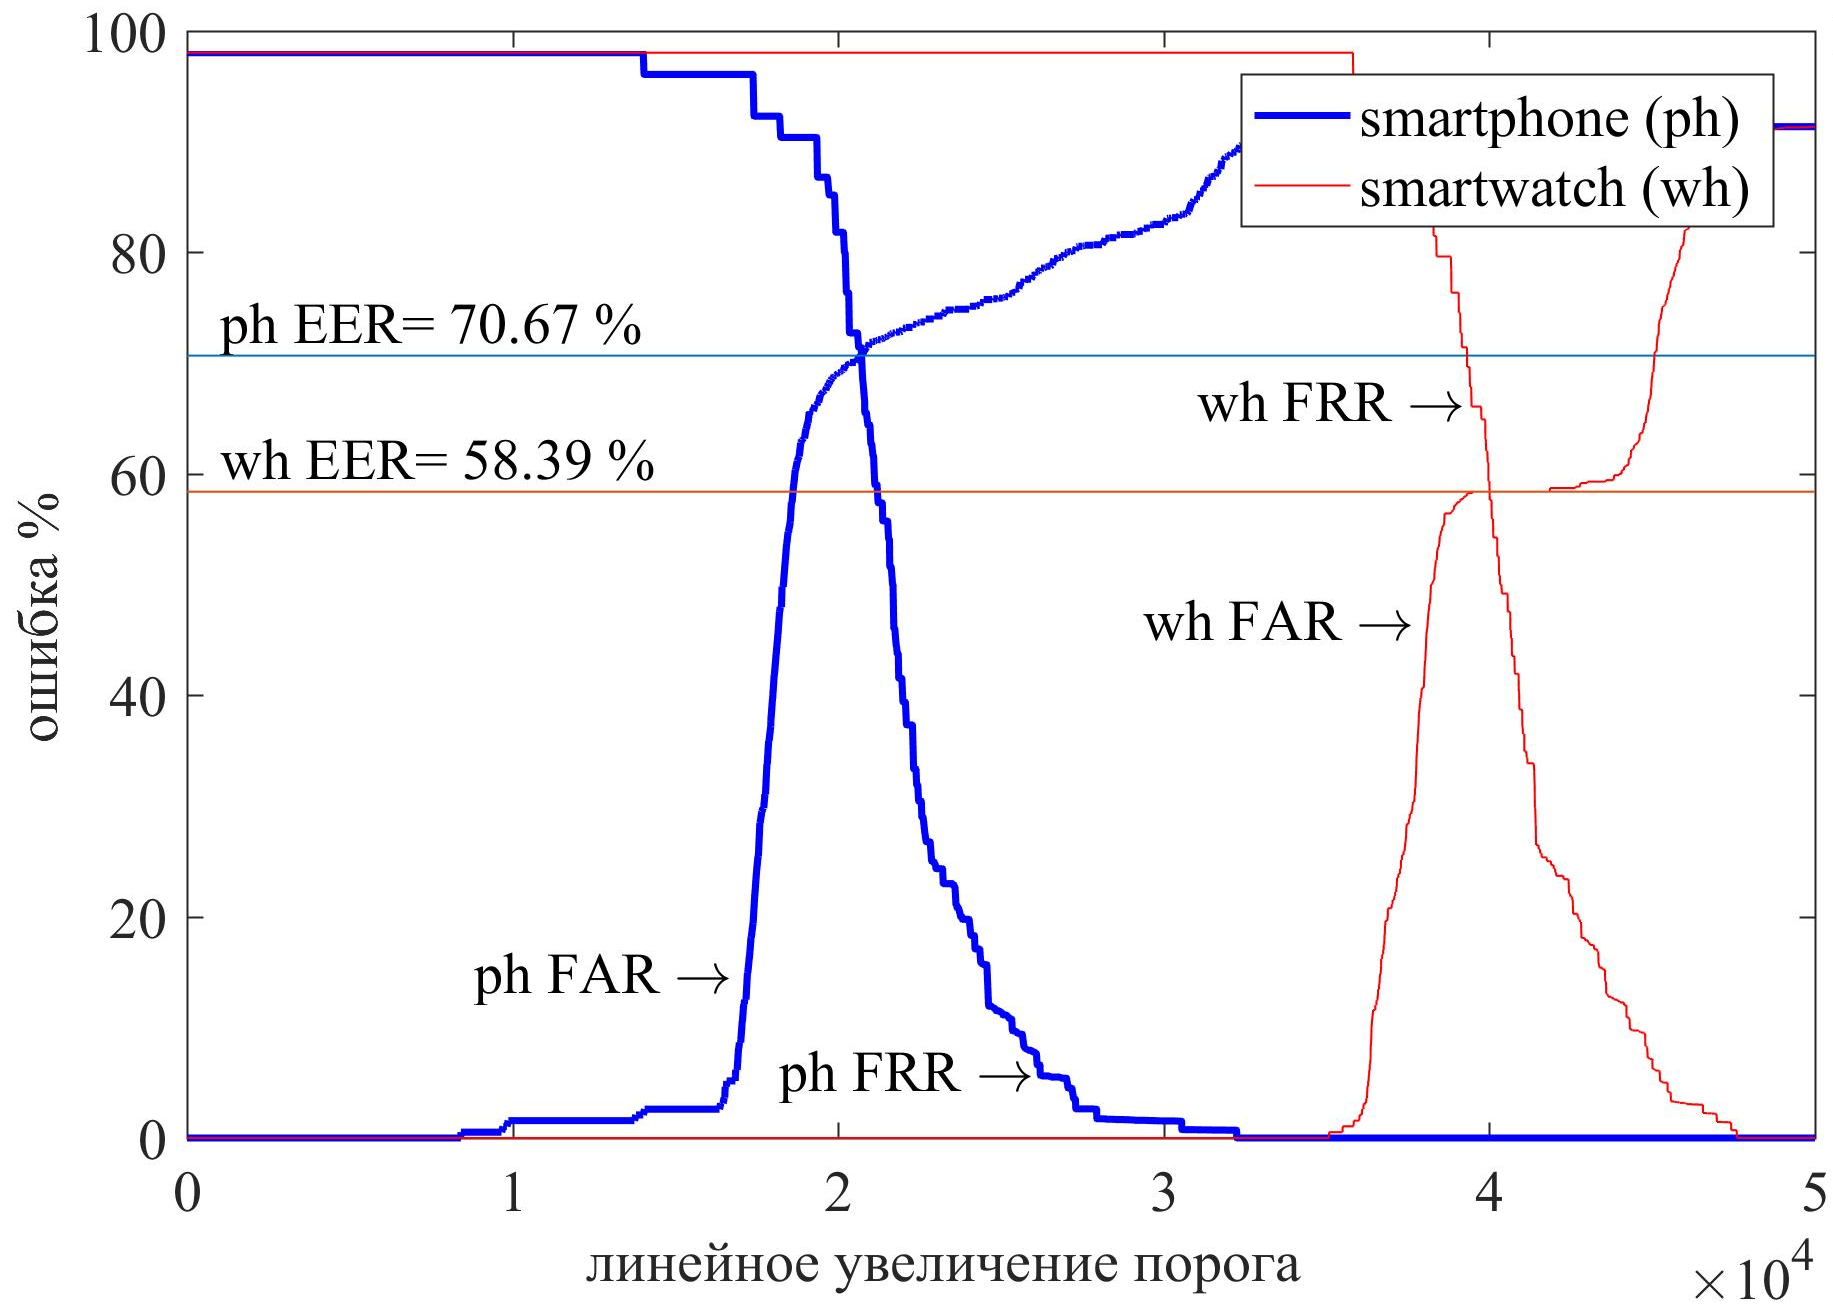 100
80
60
40
20
0
ошибка %
smartphone (ph)
smartwatch (wh)
ph EER= 70.67 %
wh FRR →
wh EER= 58.39 %
wh FAR →
ph FAR →
ph FRR →
0 1 2 3 4 5
линейное увеличение порога
×10⁴